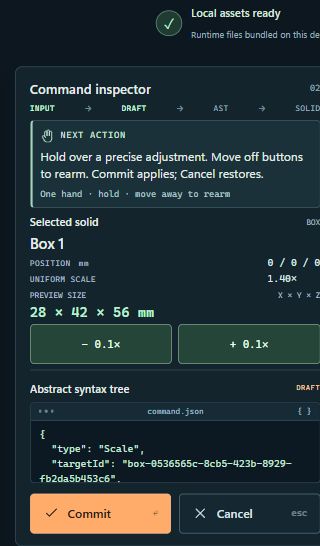 Local assets ready
Runtime files bundled on this de
Command inspector 02
INPUT → DRAFT → AST → SOLID
NEXT ACTION
Hold over a precise adjustment. Move off buttons
to rearm. Commit applies; Cancel restores.
One hand · hold · move away to rearm
Selected solid BOX
Box 1
POSITION mm 0 / 0 / 0
UNIFORM SCALE 1.40×
PREVIEW SIZE X × Y × Z
28 × 42 × 56 mm
− 0.1× + 0.1×
Abstract syntax tree DRAFT
command.json { }
{
"type": "Scale",
"targetId": "box-0536565c-8cb5-423b-8929-
fb2da5b453c6",
Commit ⏎ Cancel esc